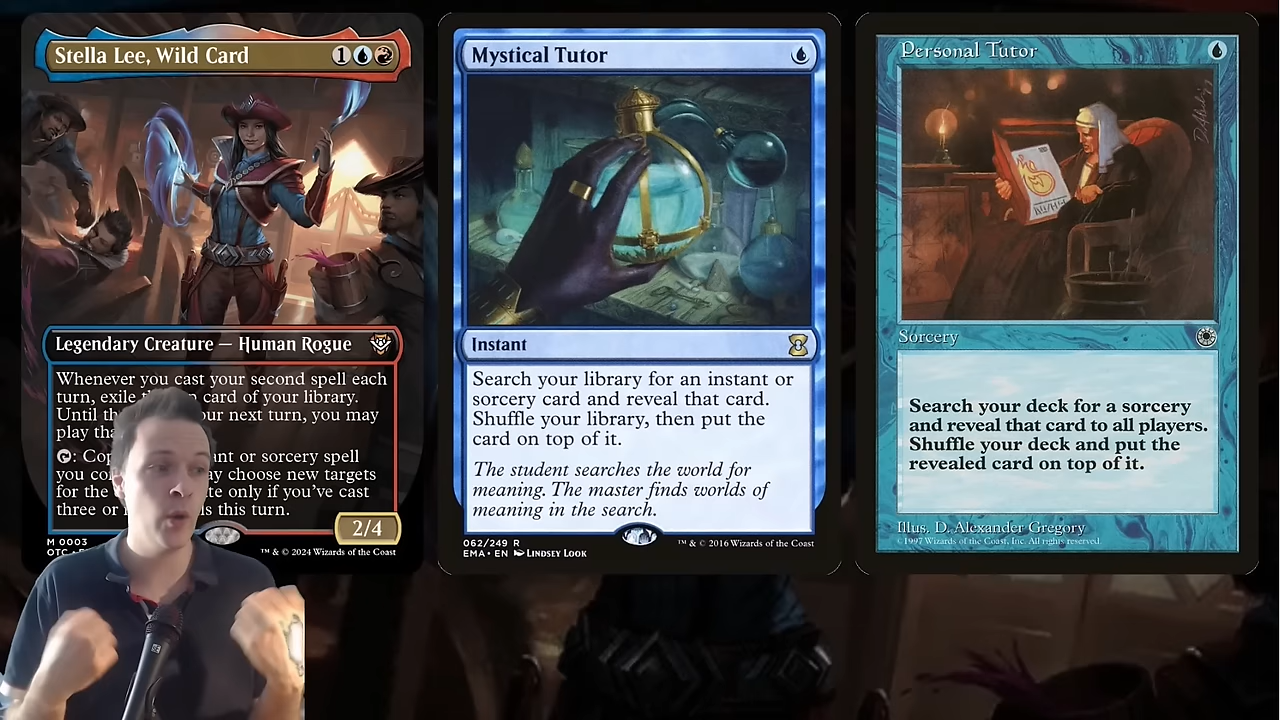 Stella Lee, Wild Card
1
Legendary Creature — Human Rogue
Whenever you cast your second spell each
turn, exile card of your library.
Until our next turn, you may
play
: or sorcery spell
you may choose new targets
for the only if you've cast
three or this turn.
2/4
M 0003
OTC
™ & © 2024 Wizards of the Coast
Mystical Tutor
Instant
Search your library for an instant or
sorcery card and reveal that card.
Shuffle your library, then put the
card on top of it.
The student searches the world for
meaning. The master finds worlds of
meaning in the search.
062/249 R
EMA • EN Lindsey Look
™ & © 2016 Wizards of the Coast
Personal Tutor
Sorcery
Search your deck for a sorcery
and reveal that card to all players.
Shuffle your deck and put the
revealed card on top of it.
Illus. D. Alexander Gregory
©1997 Wizards of the Coast, Inc. All rights reserved.